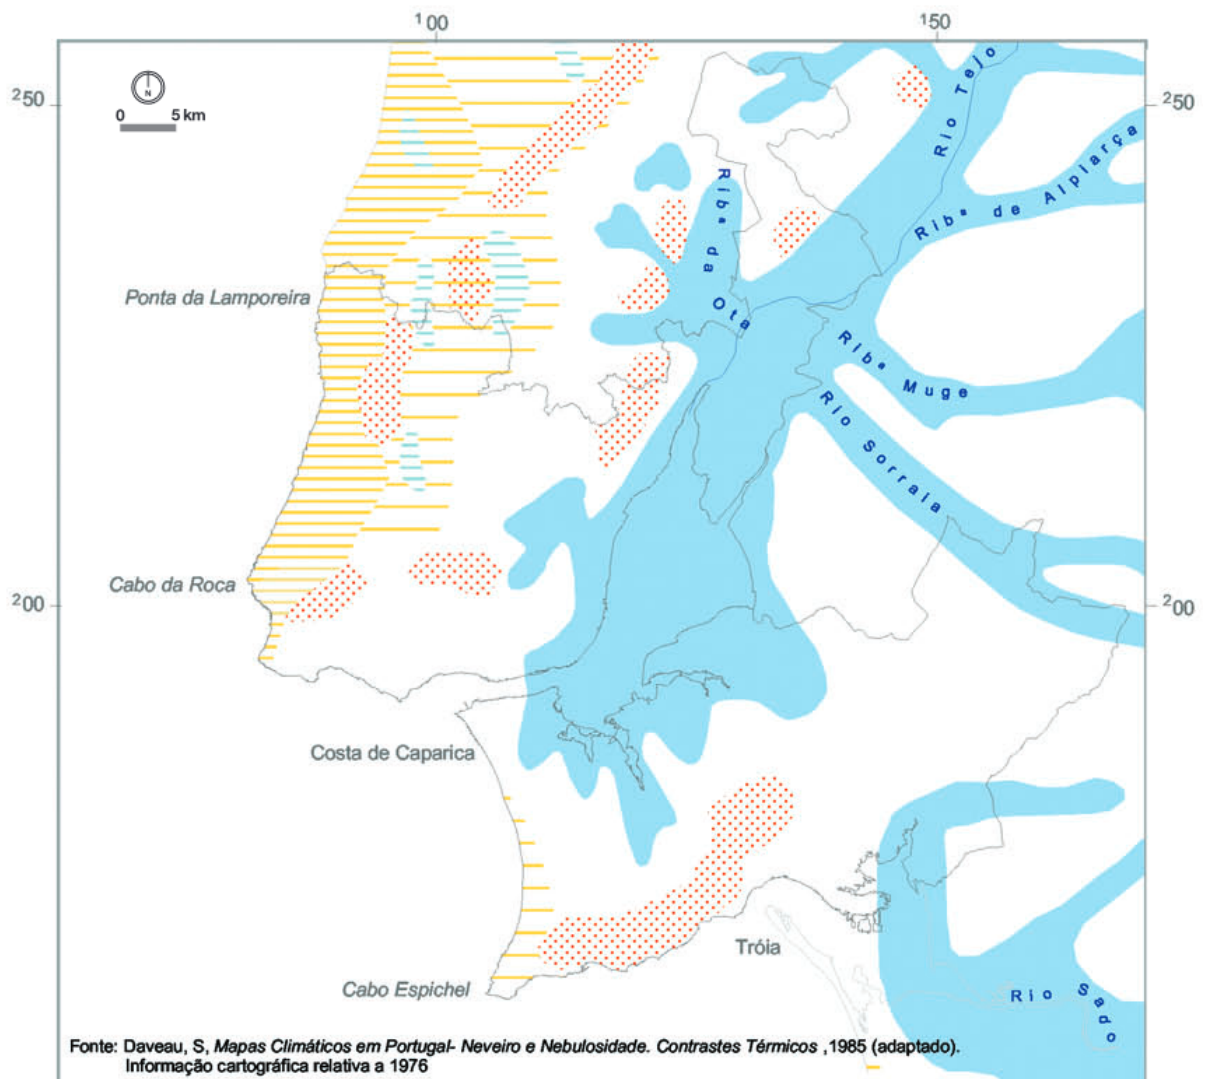 100
150
250
N
0 5 km
250
Rio Tejo
Ribª de Alpiarça
Ribª de Ota
Ponta da Lamporeira
Ribª Muge
Rio Sorraia
Cabo da Roca
200
200
Costa de Caparica
Tróia
Cabo Espichel
Rio Sado
Fonte: Daveau, S, Mapas Climáticos em Portugal- Neveiro e Nebulosidade. Contrastes Térmicos , 1985 (adaptado).
Informação cartográfica relativa a 1976